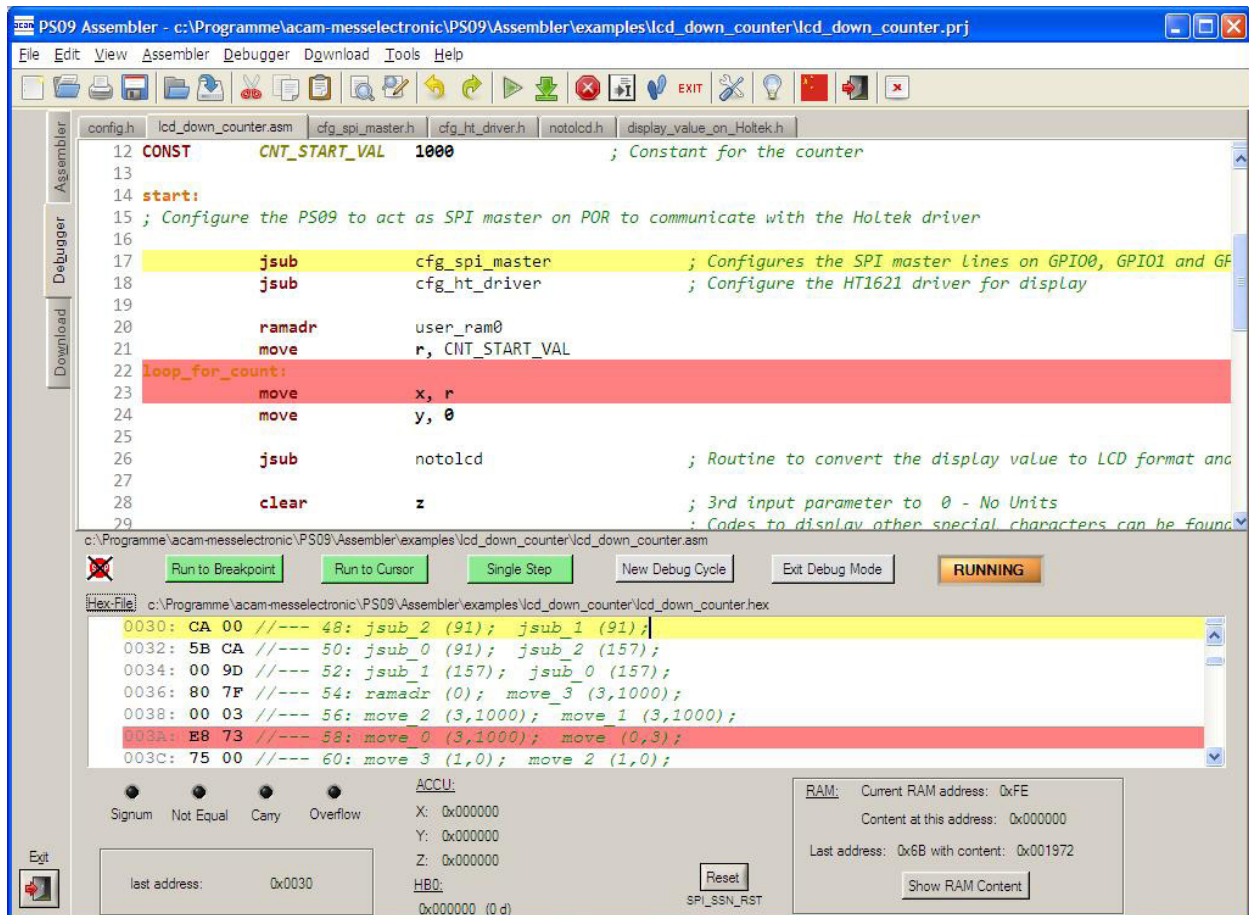 acam PS09 Assembler - c:\Programme\acam-messelectronic\PS09\Assembler\examples\lcd_down_counter\lcd_down_counter.prj
File Edit View Assembler Debugger Download Tools Help
EXIT
config.h lcd_down_counter.asm cfg_spi_master.h cfg_ht_driver.h notolcd.h display_value_on_Holtek.h
Assembler
Debugger
Download
12 CONST CNT_START_VAL 1000 ; Constant for the counter
13
14 start:
15 ; Configure the PS09 to act as SPI master on POR to communicate with the Holtek driver
16
17 jsub cfg_spi_master ; Configures the SPI master lines on GPIO0, GPIO1 and GP
18 jsub cfg_ht_driver ; Configure the HT1621 driver for display
19
20 ramadr user_ram0
21 move r, CNT_START_VAL
22 loop_for_count:
23 move x, r
24 move y, 0
25
26 jsub notolcd ; Routine to convert the display value to LCD format and
27
28 clear z ; 3rd input parameter to 0 - No Units
29 ; Codes to display other special characters can be found
c:\Programme\acam-messelectronic\PS09\Assembler\examples\lcd_down_counter\lcd_down_counter.asm
Run to Breakpoint Run to Cursor Single Step New Debug Cycle Exit Debug Mode RUNNING
Hex-File c:\Programme\acam-messelectronic\PS09\Assembler\examples\lcd_down_counter\lcd_down_counter.hex
0030: CA 00 //--- 48: jsub_2 (91); jsub_1 (91);
0032: 5B CA //--- 50: jsub_0 (91); jsub_2 (157);
0034: 00 9D //--- 52: jsub_1 (157); jsub_0 (157);
0036: 80 7F //--- 54: ramadr (0); move_3 (3,1000);
0038: 00 03 //--- 56: move_2 (3,1000); move_1 (3,1000);
003A: E8 73 //--- 58: move_0 (3,1000); move (0,3);
003C: 75 00 //--- 60: move_3 (1,0); move_2 (1,0);
Signum Not Equal Carry Overflow
last address: 0x0030
ACCU:
X: 0x000000
Y: 0x000000
Z: 0x000000
HB0:
0x000000 (0 d)
Reset
SPI_SSN_RST
RAM: Current RAM address: 0xFE
Content at this address: 0x000000
Last address: 0x6B with content: 0x001972
Show RAM Content
Exit